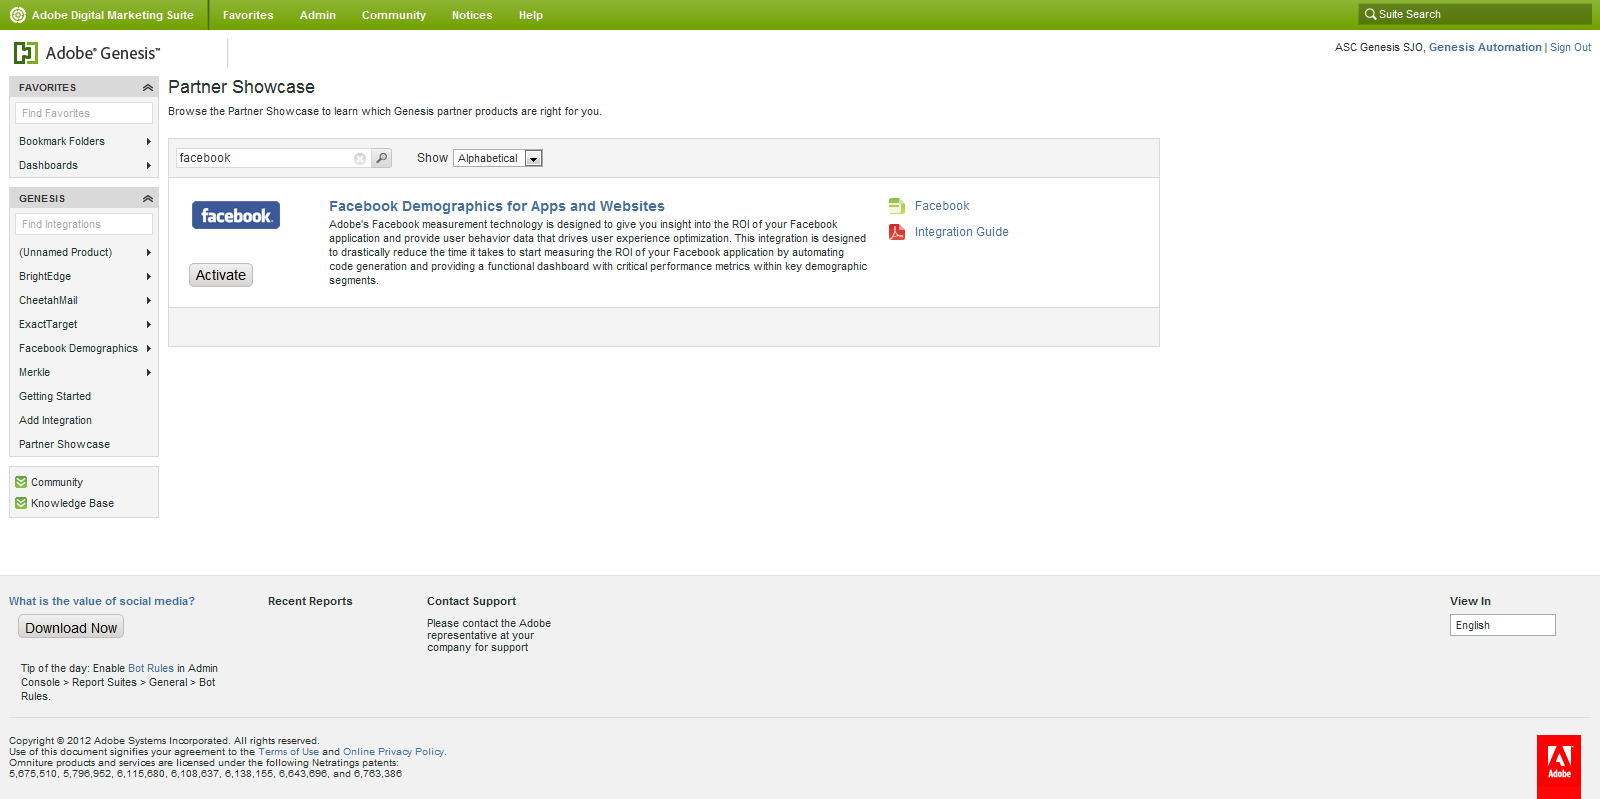 Adobe Digital Marketing Suite Favorites Admin Community Notices Help Suite Search
Adobe® Genesis™ ASC Genesis SJO, Genesis Automation | Sign Out
FAVORITES
Find Favorites
Bookmark Folders
Dashboards
GENESIS
Find Integrations
(Unnamed Product)
BrightEdge
CheetahMail
ExactTarget
Facebook Demographics
Merkle
Getting Started
Add Integration
Partner Showcase
Community
Knowledge Base
Partner Showcase
Browse the Partner Showcase to learn which Genesis partner products are right for you.
facebook Show Alphabetical
facebook.
Activate
Facebook Demographics for Apps and Websites
Adobe's Facebook measurement technology is designed to give you insight into the ROI of your Facebook
application and provide user behavior data that drives user experience optimization. This integration is designed
to drastically reduce the time it takes to start measuring the ROI of your Facebook application by automating
code generation and providing a functional dashboard with critical performance metrics within key demographic
segments.
Facebook
Integration Guide
What is the value of social media?
Download Now
Tip of the day: Enable Bot Rules in Admin
Console > Report Suites > General > Bot
Rules.
Recent Reports
Contact Support
Please contact the Adobe
representative at your
company for support
View In
English
Copyright © 2012 Adobe Systems Incorporated. All rights reserved.
Use of this document signifies your agreement to the Terms of Use and Online Privacy Policy.
Omniture products and services are licensed under the following Netratings patents:
5,675,510, 5,796,952, 6,115,680, 6,108,637, 6,138,155, 6,643,696, and 6,763,386
Adobe